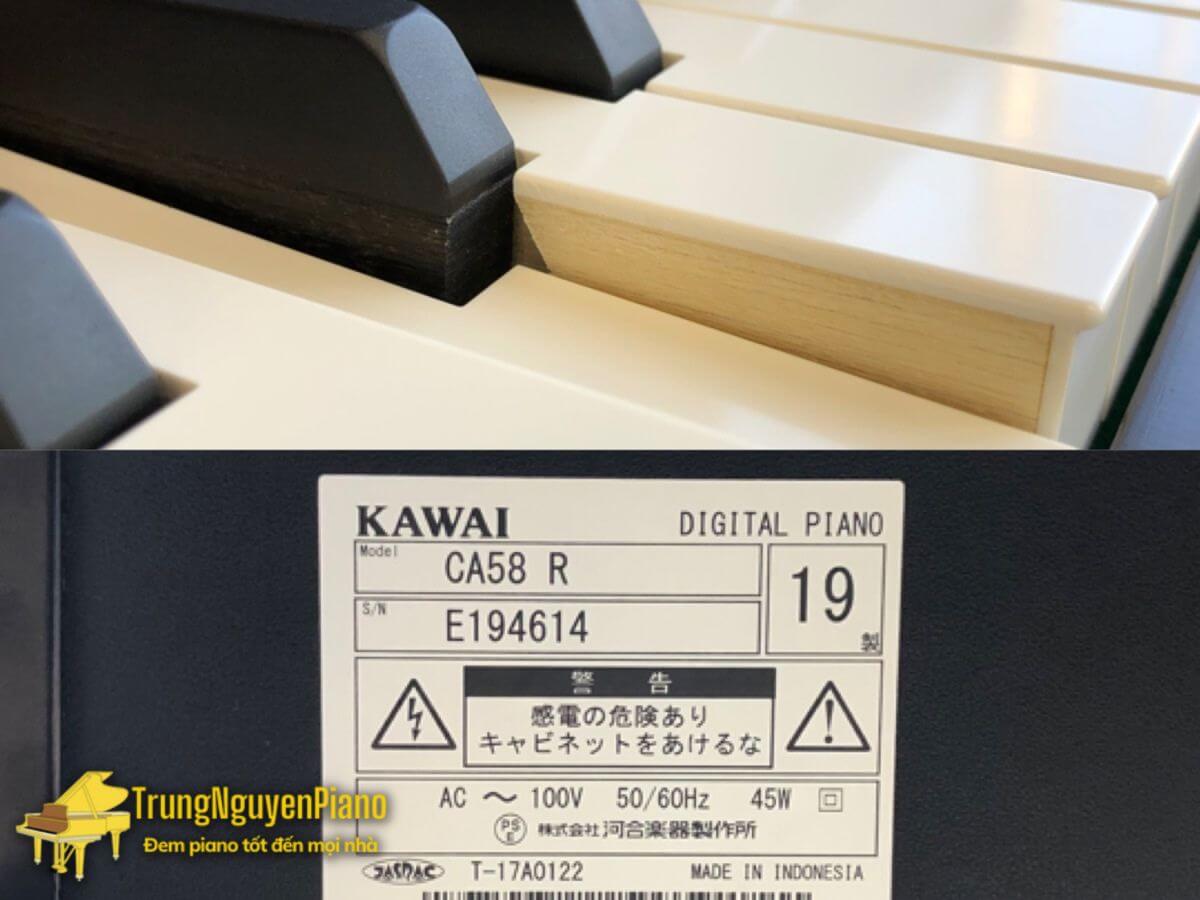 KAWAI DIGITAL PIANO
Model CA58 R
19
S/N E194614
製
警 告
感電の危険あり
キャビネットをあけるな
AC ～ 100V 50/60Hz 45W
PS E 株式会社 河合楽器製作所
JASRAC T-17A0122 MADE IN INDONESIA
TrungNguyenPiano
Đem piano tốt đến mọi nhà